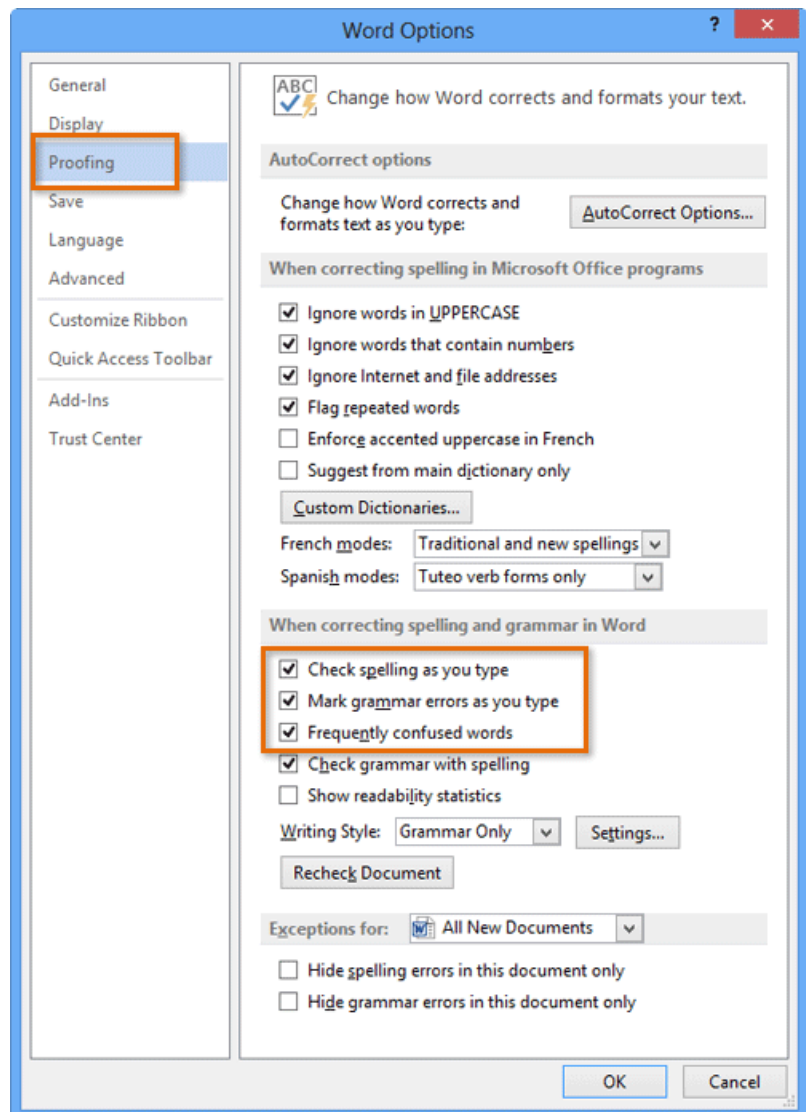 Word Options
?
General
Display
Proofing
Save
Language
Advanced
Customize Ribbon
Quick Access Toolbar
Add-Ins
Trust Center
ABC
Change how Word corrects and formats your text.
AutoCorrect options
Change how Word corrects and
formats text as you type:
AutoCorrect Options...
When correcting spelling in Microsoft Office programs
Ignore words in UPPERCASE
Ignore words that contain numbers
Ignore Internet and file addresses
Flag repeated words
Enforce accented uppercase in French
Suggest from main dictionary only
Custom Dictionaries...
French modes: Traditional and new spellings
Spanish modes: Tuteo verb forms only
When correcting spelling and grammar in Word
Check spelling as you type
Mark grammar errors as you type
Frequently confused words
Check grammar with spelling
Show readability statistics
Writing Style: Grammar Only Settings...
Recheck Document
Exceptions for: All New Documents
Hide spelling errors in this document only
Hide grammar errors in this document only
OK Cancel